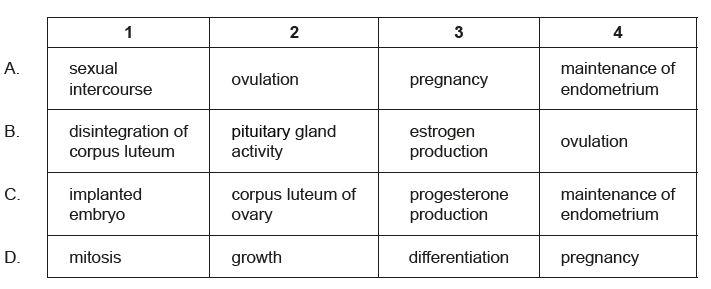 1 2 3 4
A. sexual intercourse ovulation pregnancy maintenance of endometrium
B. disintegration of corpus luteum pituitary gland activity estrogen production ovulation
C. implanted embryo corpus luteum of ovary progesterone production maintenance of endometrium
D. mitosis growth differentiation pregnancy